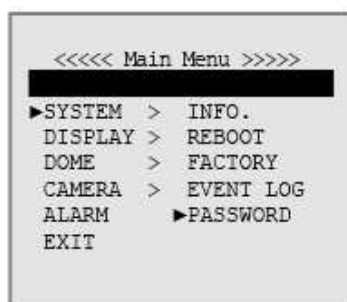 <<<<< Main Menu >>>>>
►SYSTEM > INFO.
DISPLAY > REBOOT
DOME > FACTORY
CAMERA > EVENT LOG
ALARM ►PASSWORD
EXIT